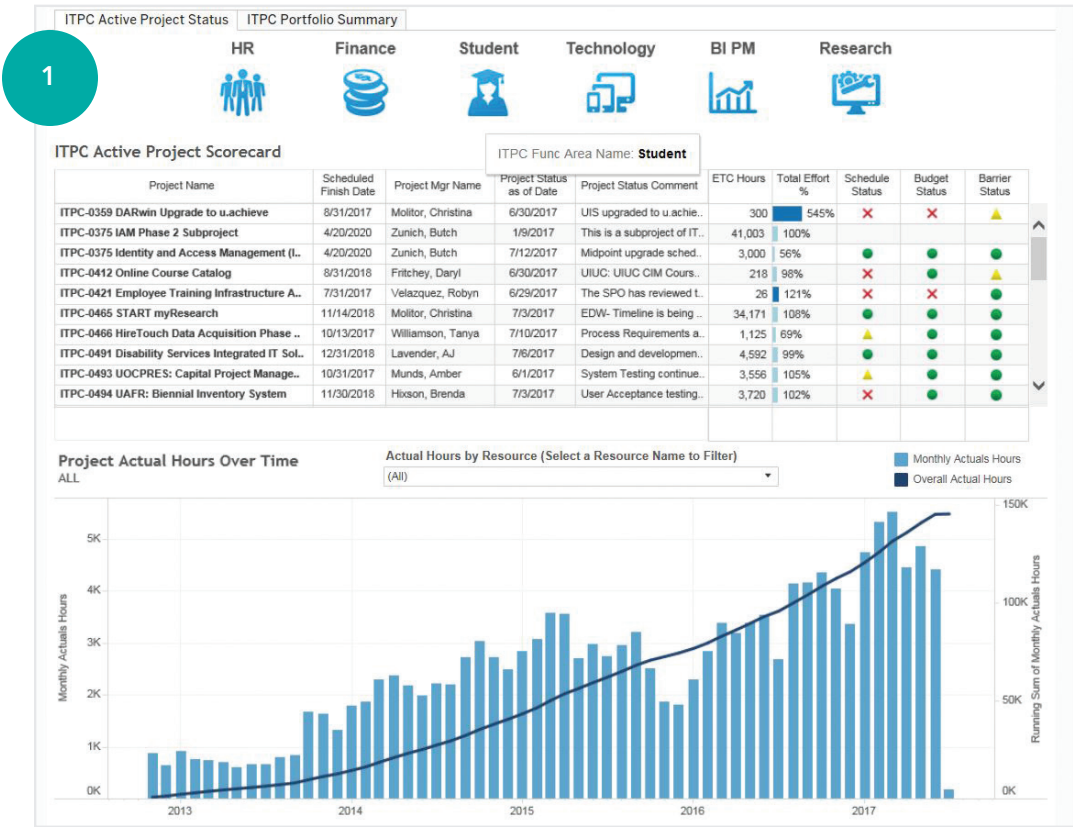 ITPC Active Project Status ITPC Portfolio Summary
1
HR Finance Student Technology BI PM Research
ITPC Active Project Scorecard
ITPC Func Area Name: Student
Project Name Scheduled Finish Date Project Mgr Name Project Status as of Date Project Status Comment ETC Hours Total Effort % Schedule Status Budget Status Barrier Status
ITPC-0359 DARwin Upgrade to u.achieve 8/31/2017 Molitor, Christina 6/30/2017 UIS upgraded to u.achie.. 300 545%
ITPC-0375 IAM Phase 2 Subproject 4/20/2020 Zunich, Butch 1/9/2017 This is a subproject of IT.. 41,003 100%
ITPC-0375 Identity and Access Management (I.. 4/20/2020 Zunich, Butch 7/12/2017 Midpoint upgrade sched.. 3,000 56%
ITPC-0412 Online Course Catalog 8/31/2018 Fritchey, Daryl 6/30/2017 UIUC: UIUC CIM Cours.. 218 98%
ITPC-0421 Employee Training Infrastructure A.. 7/31/2017 Velazquez, Robyn 6/29/2017 The SPO has reviewed t.. 26 121%
ITPC-0465 START myResearch 11/14/2018 Molitor, Christina 7/3/2017 EDW- Timeline is being .. 34,171 108%
ITPC-0466 HireTouch Data Acquisition Phase .. 10/13/2017 Williamson, Tanya 7/10/2017 Process Requirements a.. 1,125 69%
ITPC-0491 Disability Services Integrated IT Sol.. 12/31/2018 Lavender, AJ 7/6/2017 Design and developmen.. 4,592 99%
ITPC-0493 UOCPRES: Capital Project Manage.. 10/31/2017 Munds, Amber 6/1/2017 System Testing continue.. 3,556 105%
ITPC-0494 UAFR: Biennial Inventory System 11/30/2018 Hixson, Brenda 7/3/2017 User Acceptance testing.. 3,720 102%
Project Actual Hours Over Time
ALL
Actual Hours by Resource (Select a Resource Name to Filter)
(All)
Monthly Actuals Hours
Overall Actual Hours
Monthly Actuals Hours
5K
4K
3K
2K
1K
0K
150K
100K
50K
0K
Running Sum of Monthly Actuals Hours
2013 2014 2015 2016 2017